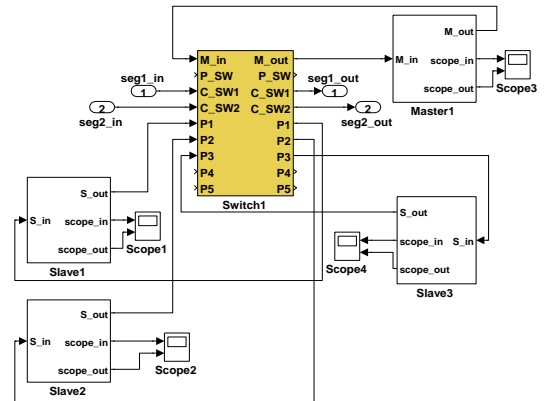 M_out
M_in
scope_in
scope_out
Master1
Scope3
M_in
M_out
P_SW
P_SW
C_SW1
C_SW1
C_SW2
C_SW2
P1
P1
P2
P2
P3
P3
P4
P4
P5
P5
Switch1
seg1_in
1
2
seg2_in
seg1_out
1
2
seg2_out
S_out
S_in
scope_in
scope_out
Slave1
Scope1
S_out
S_in
scope_in
scope_out
Slave2
Scope2
S_out
scope_in
S_in
scope_out
Slave3
Scope4